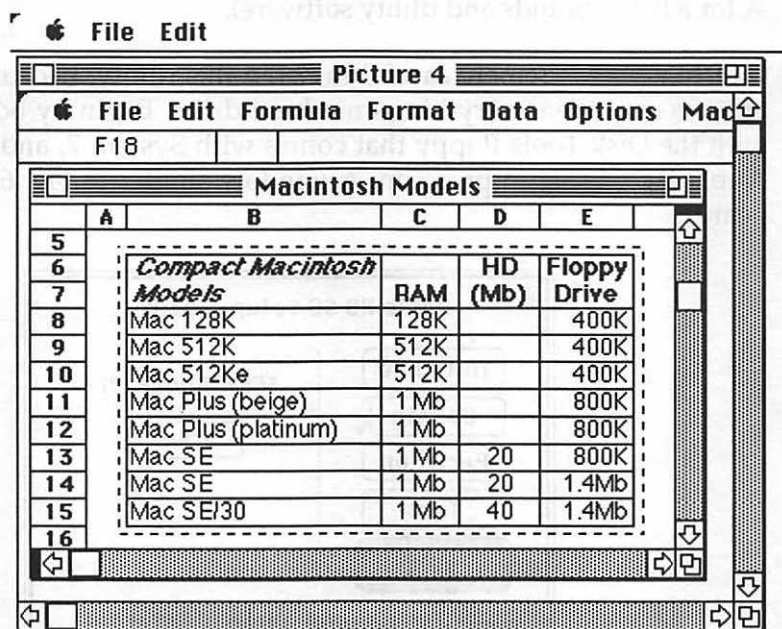 File Edit
Picture 4
File Edit Formula Format Data Options Mac
F18
Macintosh Models
A B C D E
5
6 Compact Macintosh HD Floppy
7 Models RAM (Mb) Drive
8 Mac 128K 128K 400K
9 Mac 512K 512K 400K
10 Mac 512Ke 512K 400K
11 Mac Plus (beige) 1 Mb 800K
12 Mac Plus (platinum) 1 Mb 800K
13 Mac SE 1 Mb 20 800K
14 Mac SE 1 Mb 20 1.4Mb
15 Mac SE/30 1 Mb 40 1.4Mb
16